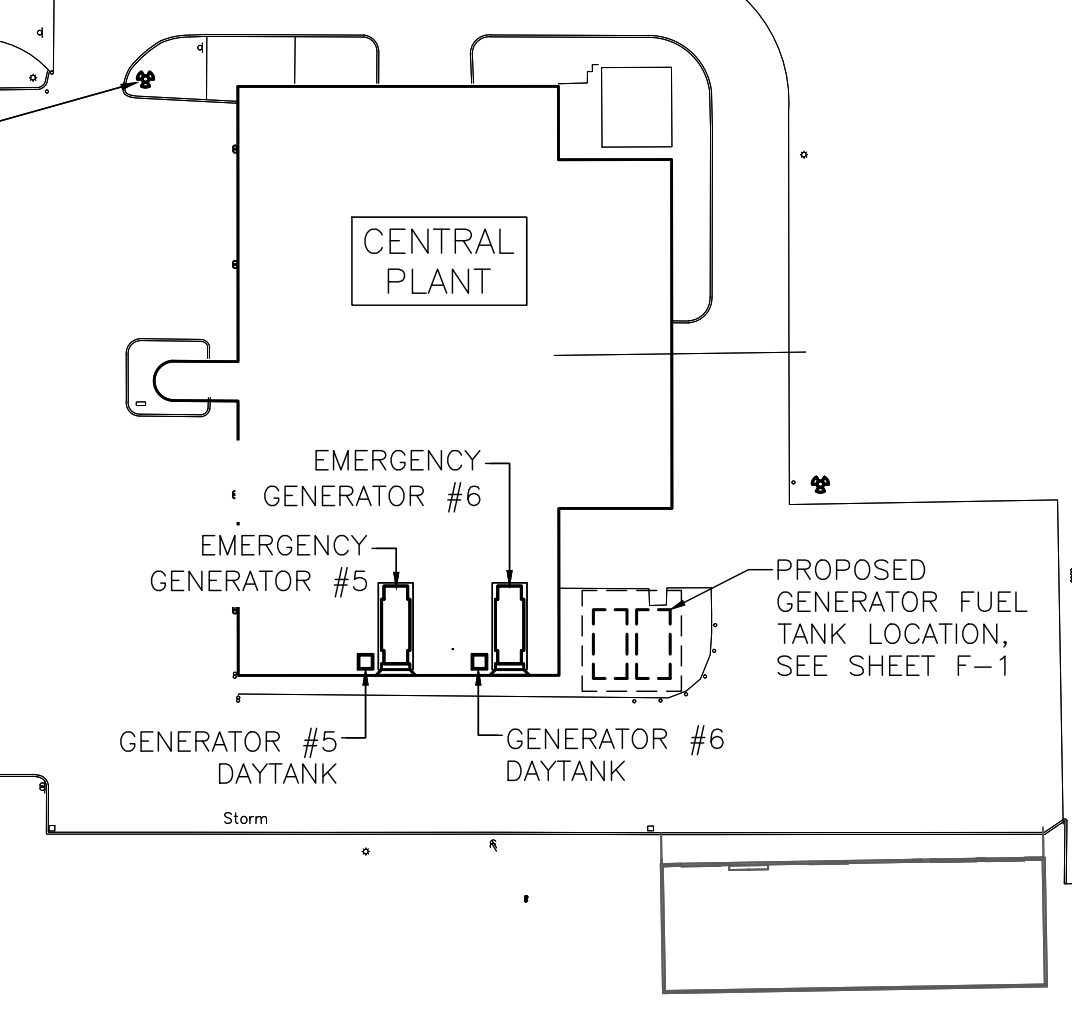 CENTRAL
PLANT
EMERGENCY
GENERATOR #6
EMERGENCY
GENERATOR #5
PROPOSED
GENERATOR FUEL
TANK LOCATION,
SEE SHEET F-1
GENERATOR #5
DAYTANK
GENERATOR #6
DAYTANK
Storm